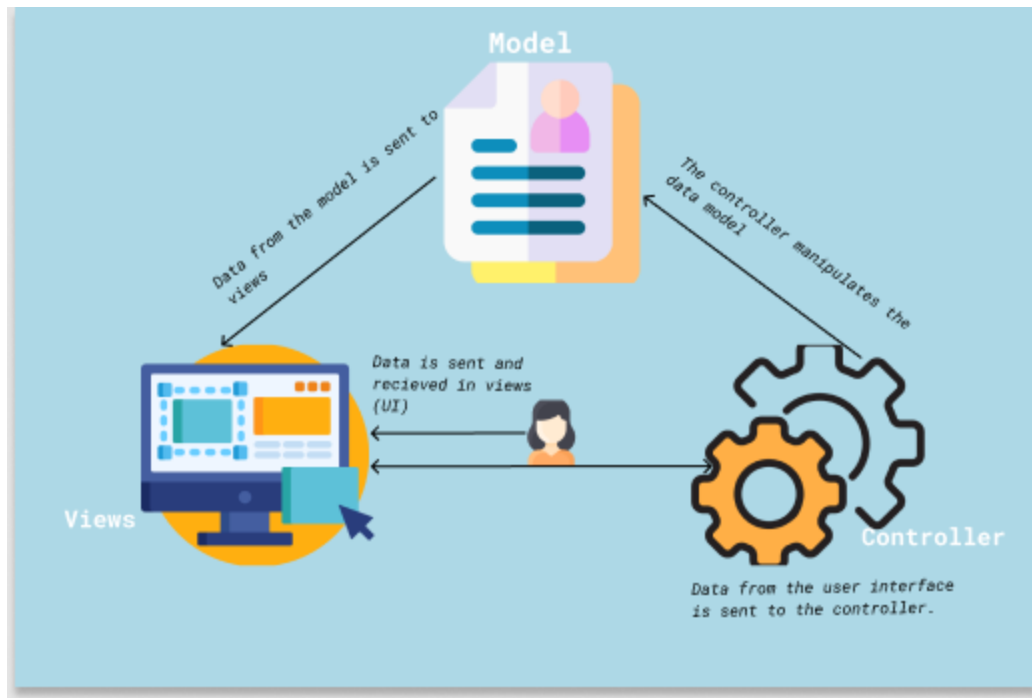 Model
Data from the model is sent to
views
The controller manipulates the
data model
Data is sent and
recieved in views
(UI)
Views
Controller
Data from the user interface
is sent to the controller.